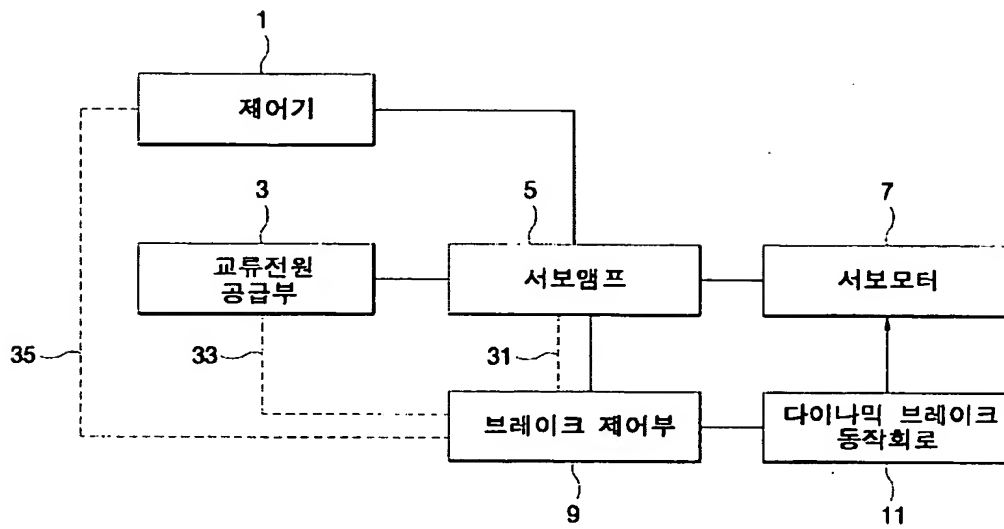 1
제어기
3
5
7
교류전원
공급부
서보앰프
서보모터
35
33
31
브레이크 제어부
다이나믹 브레이크
동작회로
9
11